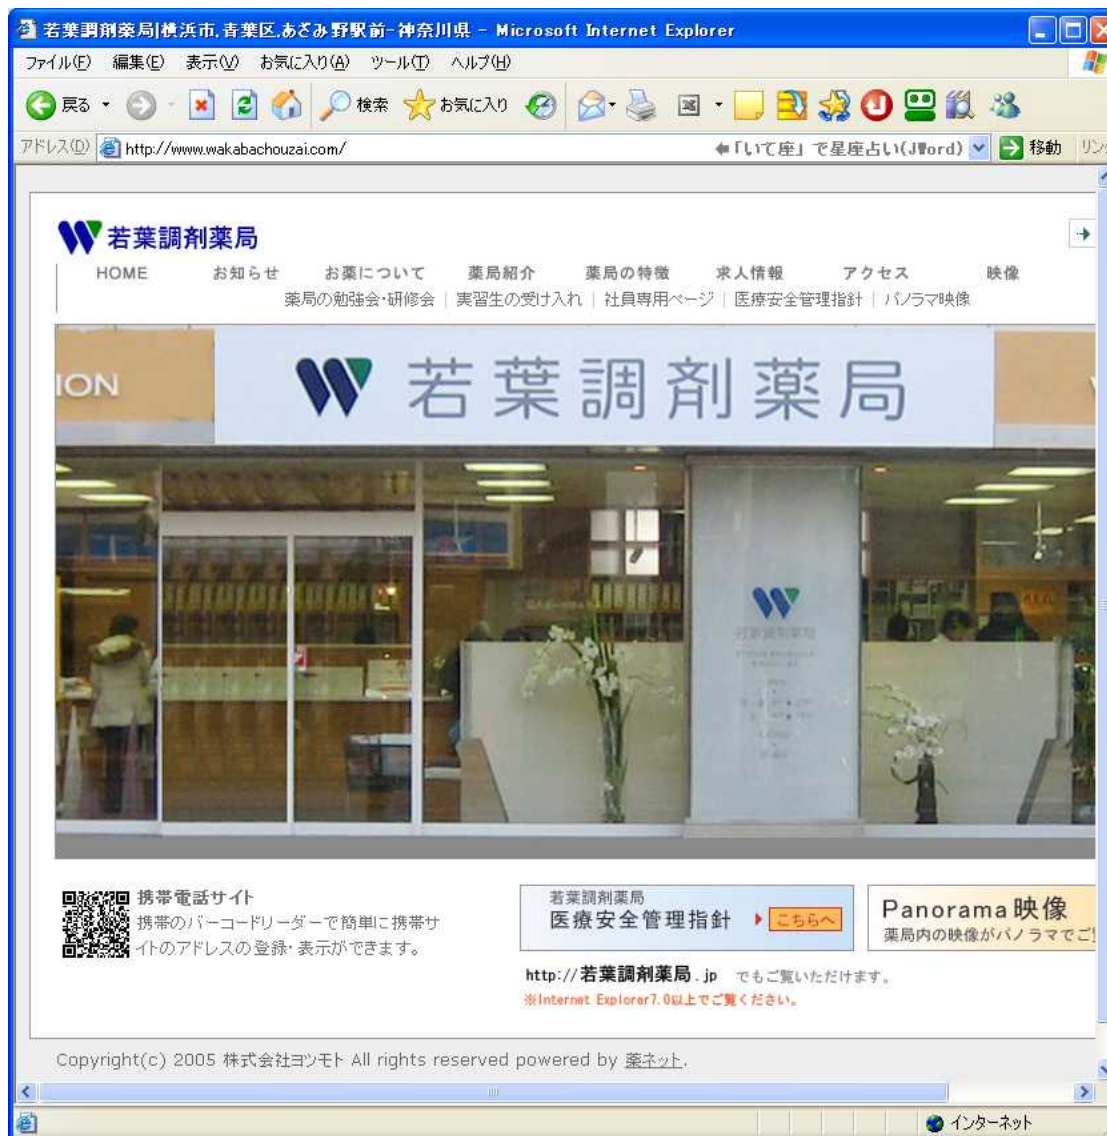 若葉調剤薬局|横浜市,青葉区,あざみ野駅前-神奈川県 - Microsoft Internet Explorer
ファイル(F) 編集(E) 表示(V) お気に入り(A) ツール(T) ヘルプ(H)
戻る 検索 お気に入り
アドレス(D) http://www.wakabachouzai.com/ 「いて座」で星座占い(JWord) 移動 リンク
若葉調剤薬局
HOME お知らせ お薬について 薬局紹介 薬局の特徴 求人情報 アクセス 映像
薬局の勉強会・研修会 | 実習生の受け入れ | 社員専用ページ | 医療安全管理指針 | パノラマ映像
ION 若葉調剤薬局
携帯電話サイト
携帯のバーコードリーダーで簡単に携帯サ
イトのアドレスの登録・表示ができます。
若葉調剤薬局
医療安全管理指針 こちらへ
Panorama 映像
薬局内の映像がパノラマでご
http://若葉調剤薬局.jp でもご覧いただけます。
※Internet Explorer7.0以上でご覧ください。
Copyright(c) 2005 株式会社ヨツモト All rights reserved powered by 薬ネット.
インターネット